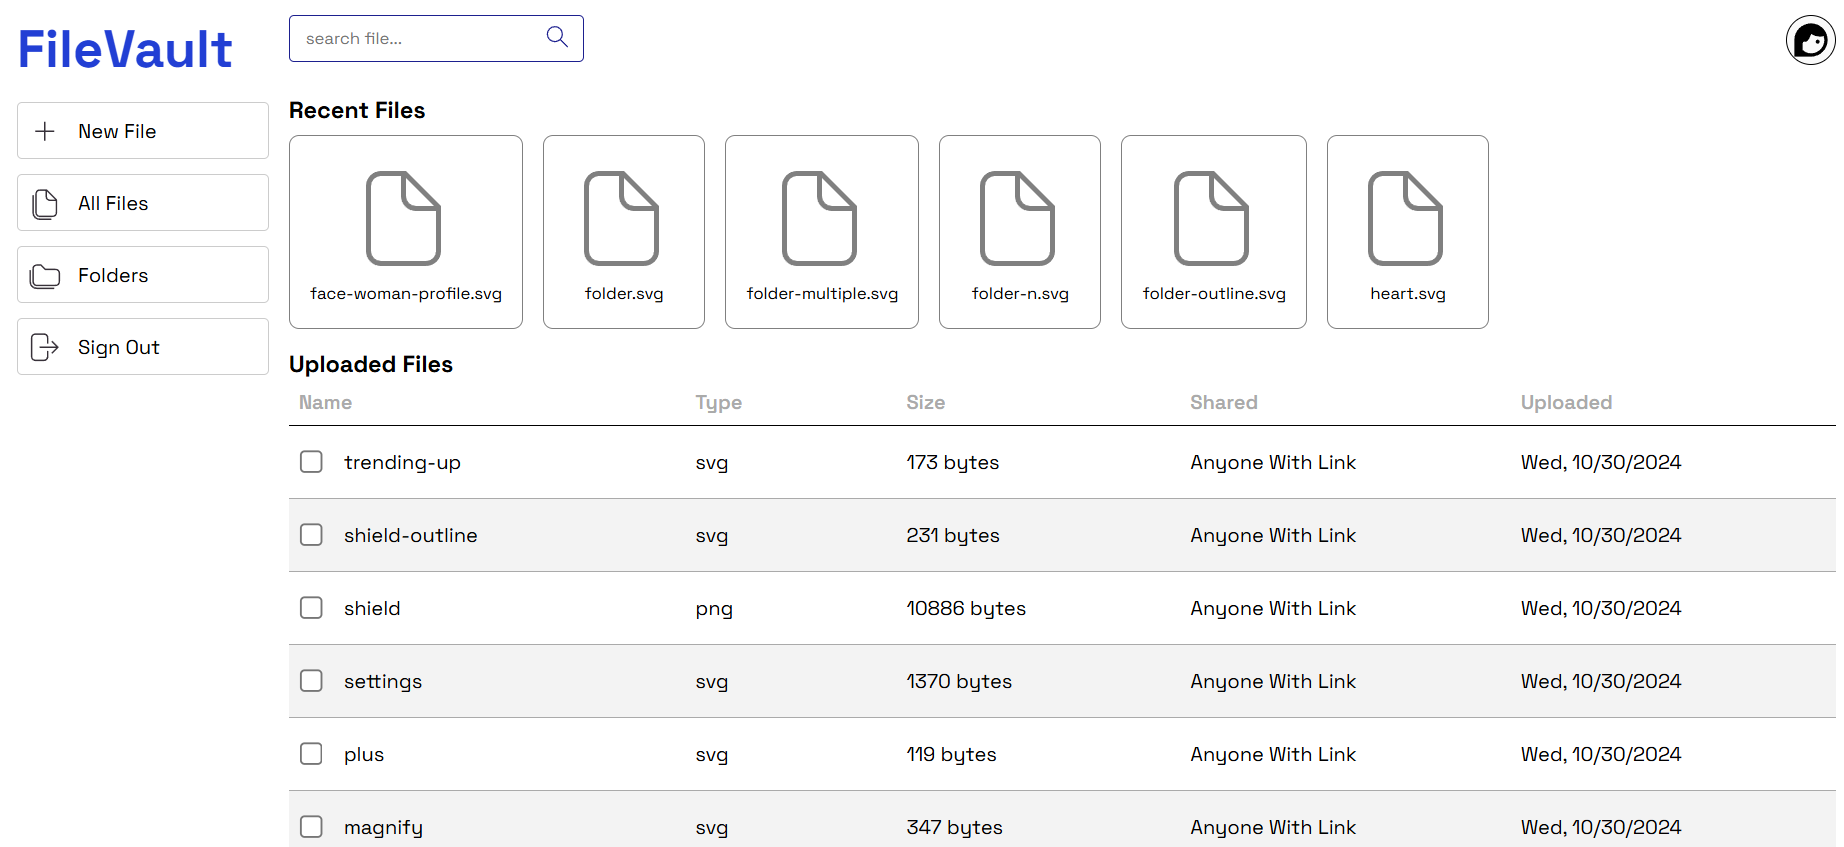 FileVault
search file...
New File
All Files
Folders
Sign Out
Recent Files
face-woman-profile.svg
folder.svg
folder-multiple.svg
folder-n.svg
folder-outline.svg
heart.svg
Uploaded Files
Name Type Size Shared Uploaded
trending-up svg 173 bytes Anyone With Link Wed, 10/30/2024
shield-outline svg 231 bytes Anyone With Link Wed, 10/30/2024
shield png 10886 bytes Anyone With Link Wed, 10/30/2024
settings svg 1370 bytes Anyone With Link Wed, 10/30/2024
plus svg 119 bytes Anyone With Link Wed, 10/30/2024
magnify svg 347 bytes Anyone With Link Wed, 10/30/2024